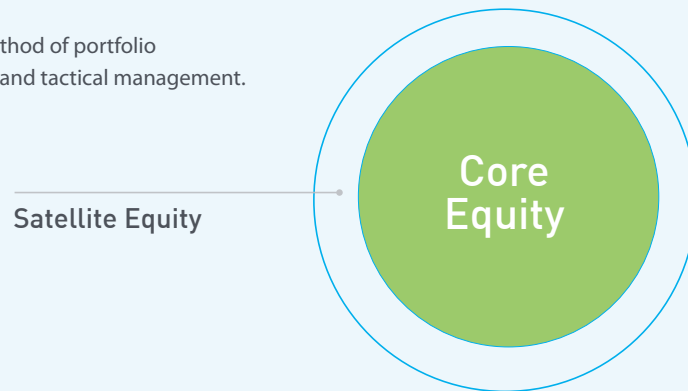 thod of portfolio
and tactical management.
Satellite Equity
Core
Equity